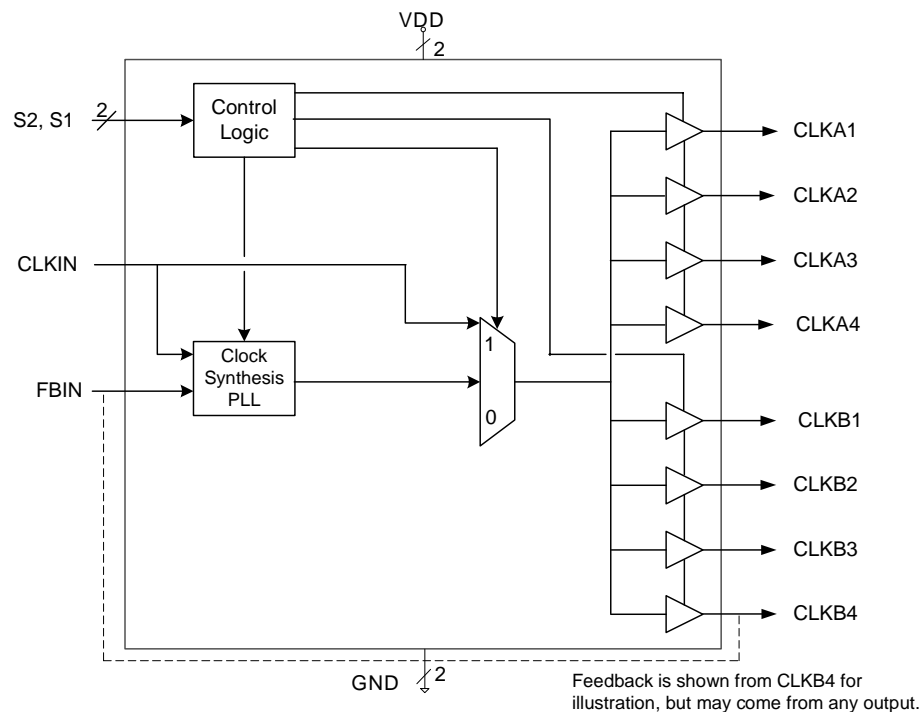 VDD
2
S2, S1
2
Control
Logic
CLKA1
CLKA2
CLKIN
CLKA3
CLKA4
1
Clock
Synthesis
PLL
FBIN
0
CLKB1
CLKB2
CLKB3
CLKB4
GND
2
Feedback is shown from CLKB4 for
illustration, but may come from any output.